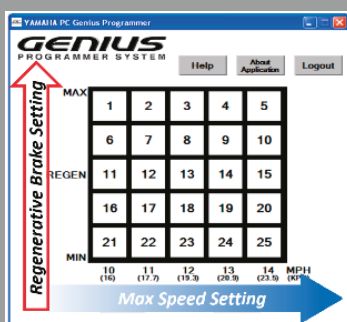 YAMAHA PC Genius Programmer
GENIUS
PROGRAMMER SYSTEM
Help
About Application
Logout
Regenerative Brake Setting
MAX
1 2 3 4 5
6 7 8 9 10
REGEN 11 12 13 14 15
16 17 18 19 20
21 22 23 24 25
MIN
10 11 12 13 14 MPH
(16) (17.7) (19.3) (20.9) (23.5)
Max Speed Setting